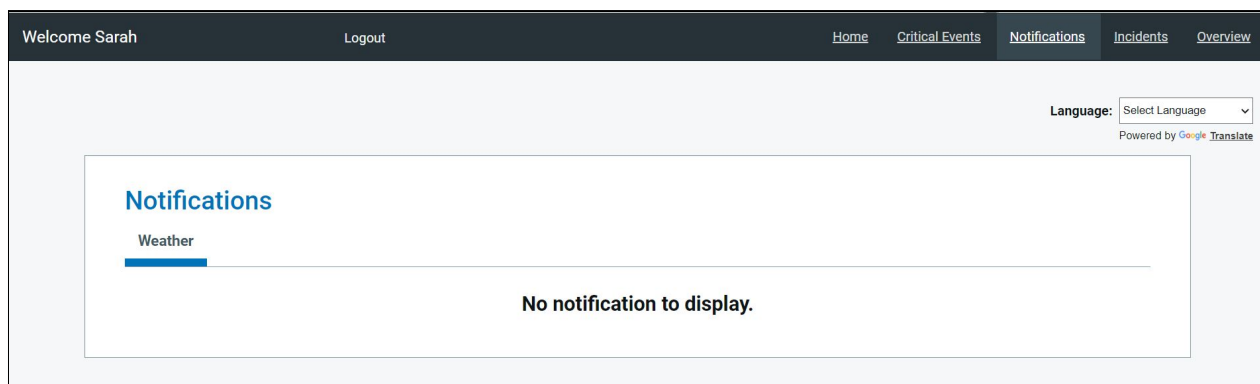 Welcome Sarah Logout Home Critical Events Notifications Incidents Overview
Language: Select Language
Powered by Google Translate
Notifications
Weather
No notification to display.